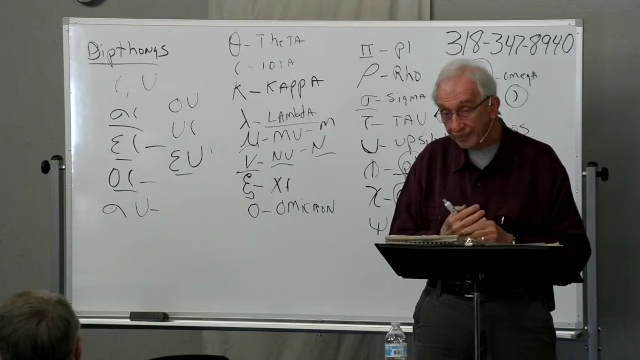 Dipthongs
ι, υ
αι
ει –
οι –
αυ –
ου
υι
ευ
θ – Theta
ι – iota
κ – Kappa
λ – Lambda
μ – Mu – m
ν – Nu – N
ξ – Xi
ο – Omicron
π – pi
ρ – Rho
σ – Sigma
τ – Tau
υ – upsi
φ –
χ –
ψ
318-347-8940
– omega